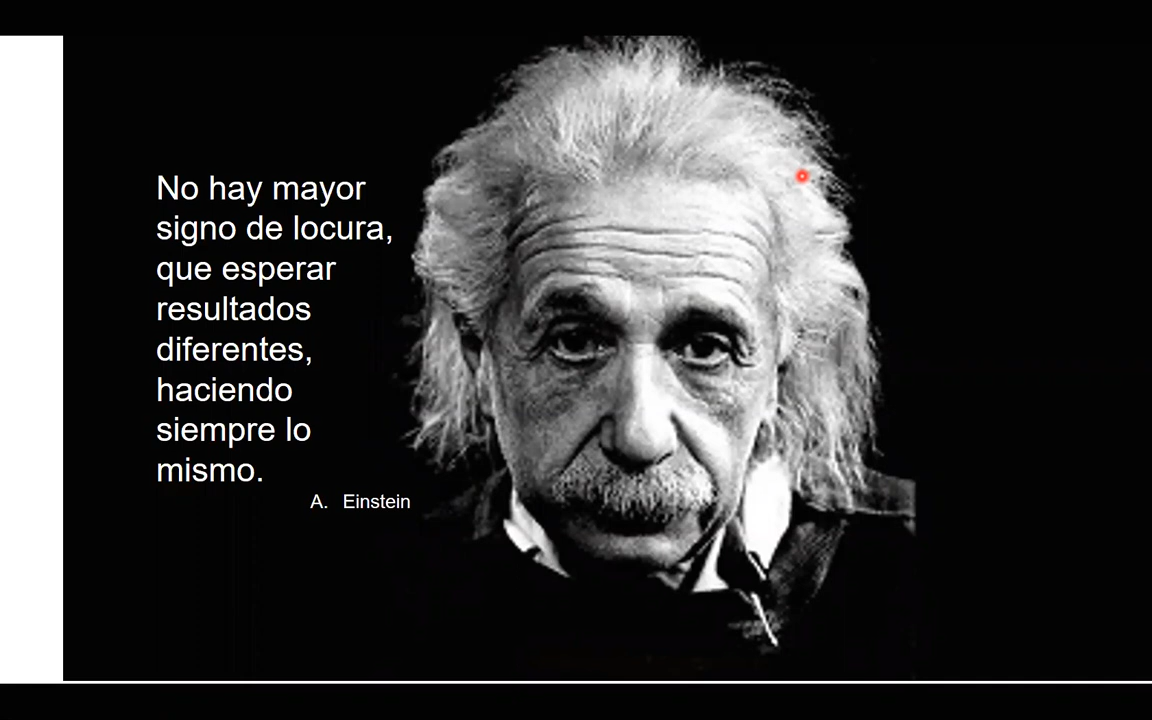 No hay mayor
signo de locura,
que esperar
resultados
diferentes,
haciendo
siempre lo
mismo.
A. Einstein